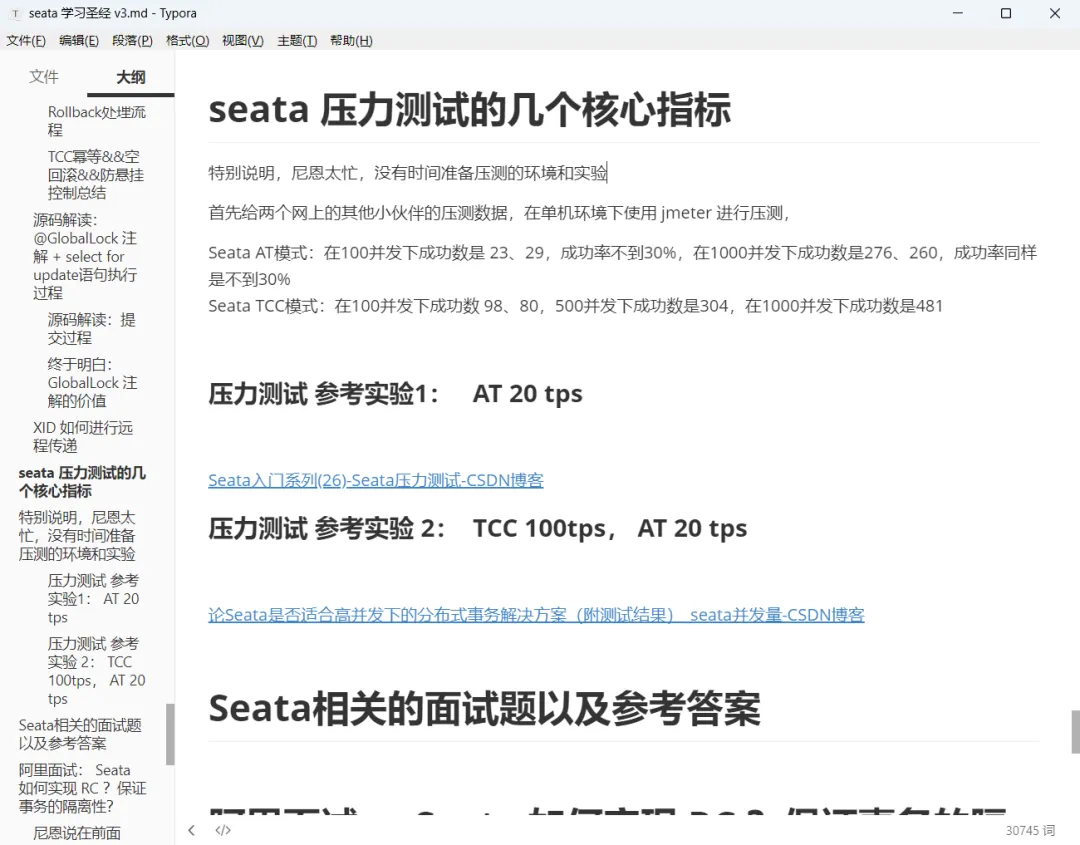 seata 学习圣经 v3.md - Typora
文件(F) 编辑(E) 段落(P) 格式(O) 视图(V) 主题(T) 帮助(H)
文件 大纲
Rollback处理流
程
TCC幂等&&空
回滚&&防悬挂
控制总结
源码解读：
@GlobalLock 注
解 + select for
update语句执行
过程
源码解读：提
交过程
终于明白：
GlobalLock 注
解的价值
XID 如何进行远
程传递
seata 压力测试的几
个核心指标
特别说明，尼恩太
忙，没有时间准备
压测的环境和实验
压力测试 参考
实验1： AT 20
tps
压力测试 参考
实验 2： TCC
100tps， AT 20
tps
Seata相关的面试题
以及参考答案
阿里面试： Seata
如何实现 RC ？保证
事务的隔离性？
尼恩说在前面
seata 压力测试的几个核心指标
特别说明，尼恩太忙，没有时间准备压测的环境和实验
首先给两个网上的其他小伙伴的压测数据，在单机环境下使用 jmeter 进行压测，
Seata AT模式：在100并发下成功数是 23、29，成功率不到30%，在1000并发下成功数是276、260，成功率同样
是不到30%
Seata TCC模式：在100并发下成功数 98、80，500并发下成功数是304，在1000并发下成功数是481
压力测试 参考实验1： AT 20 tps
Seata入门系列(26)-Seata压力测试-CSDN博客
压力测试 参考实验 2： TCC 100tps， AT 20 tps
论Seata是否适合高并发下的分布式事务解决方案（附测试结果）_seata并发量-CSDN博客
Seata相关的面试题以及参考答案
阿里面试： Seata 如何实现 RC ？保证事务的隔
</>
30745 词